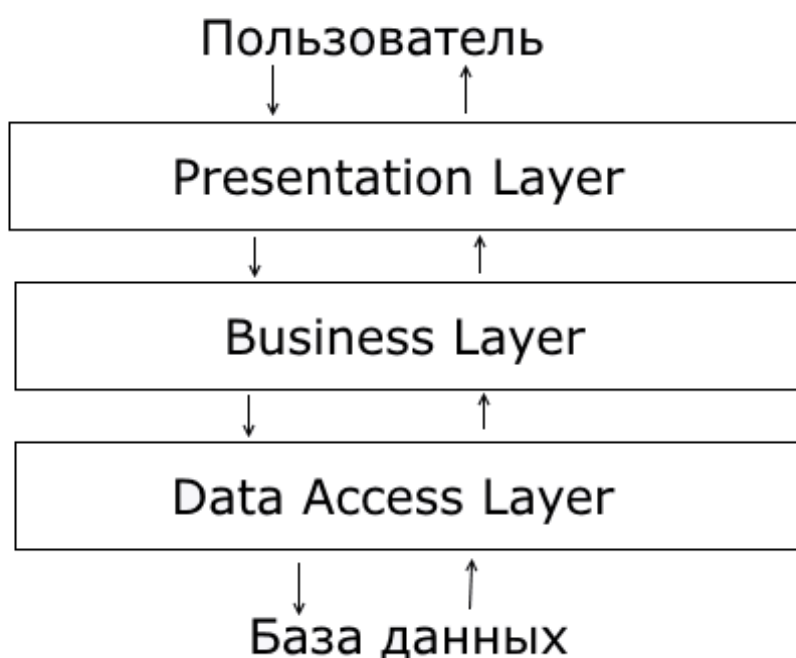 Пользователь
Presentation Layer
Business Layer
Data Access Layer
База данных